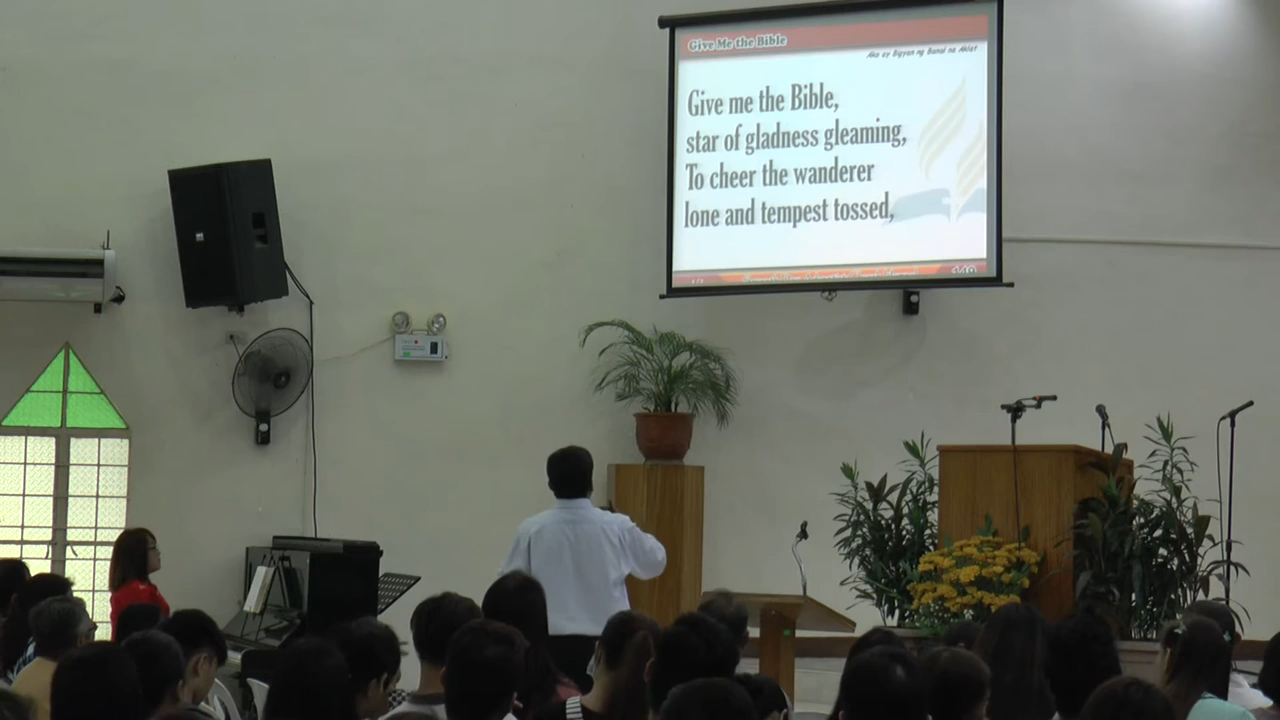 Give Me the Bible
Ako ay Bigyan ng Banal na Aklat
Give me the Bible,
star of gladness gleaming,
To cheer the wanderer
lone and tempest tossed,